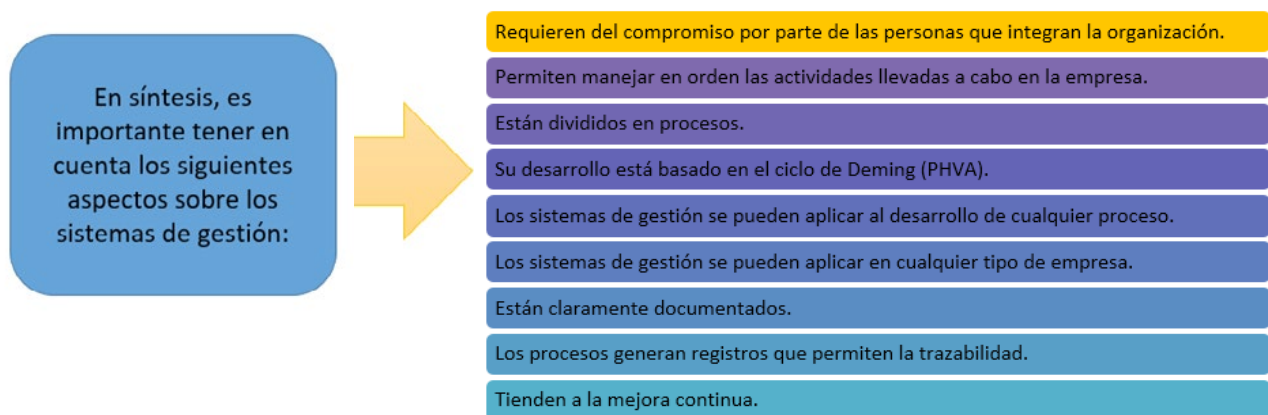 En síntesis, es
importante tener en
cuenta los siguientes
aspectos sobre los
sistemas de gestión:
Requieren del compromiso por parte de las personas que integran la organización.
Permiten manejar en orden las actividades llevadas a cabo en la empresa.
Están divididos en procesos.
Su desarrollo está basado en el ciclo de Deming (PHVA).
Los sistemas de gestión se pueden aplicar al desarrollo de cualquier proceso.
Los sistemas de gestión se pueden aplicar en cualquier tipo de empresa.
Están claramente documentados.
Los procesos generan registros que permiten la trazabilidad.
Tienden a la mejora continua.